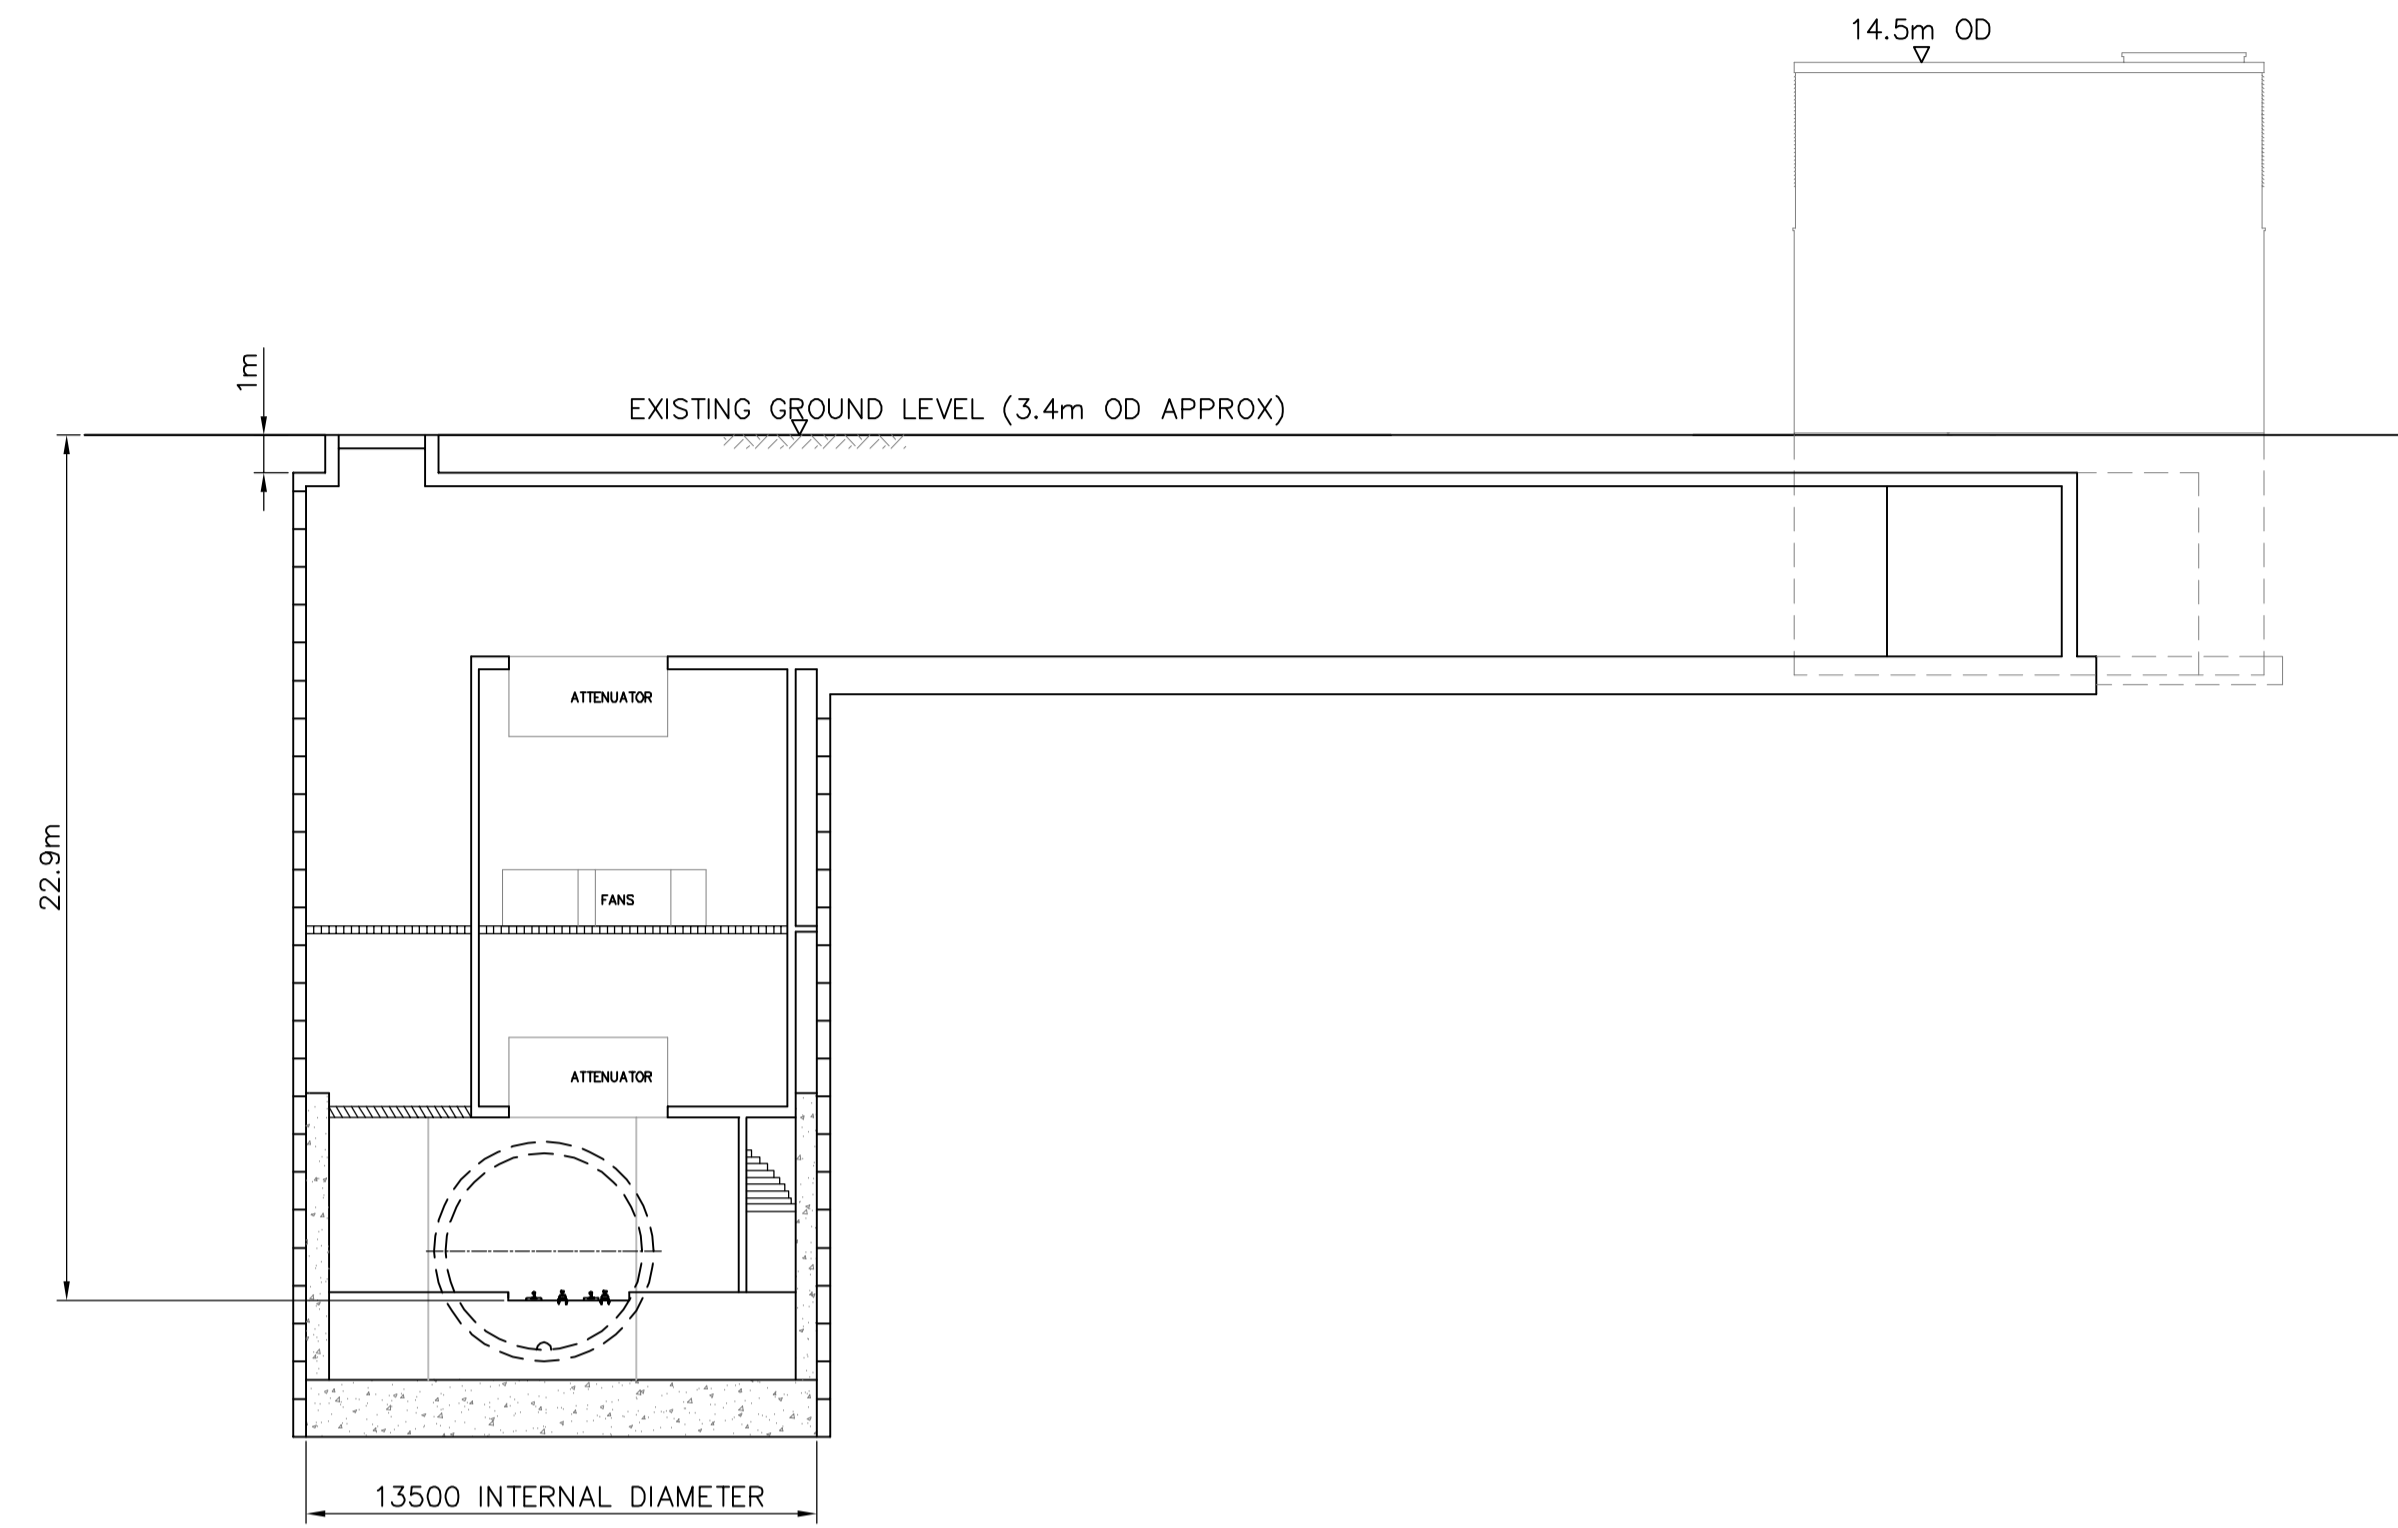 14.5m OD
1m
EXISTING GROUND LEVEL (3.4m OD APPROX)
ATTENUATOR
22.9m
FANS
ATTENUATOR
13500 INTERNAL DIAMETER